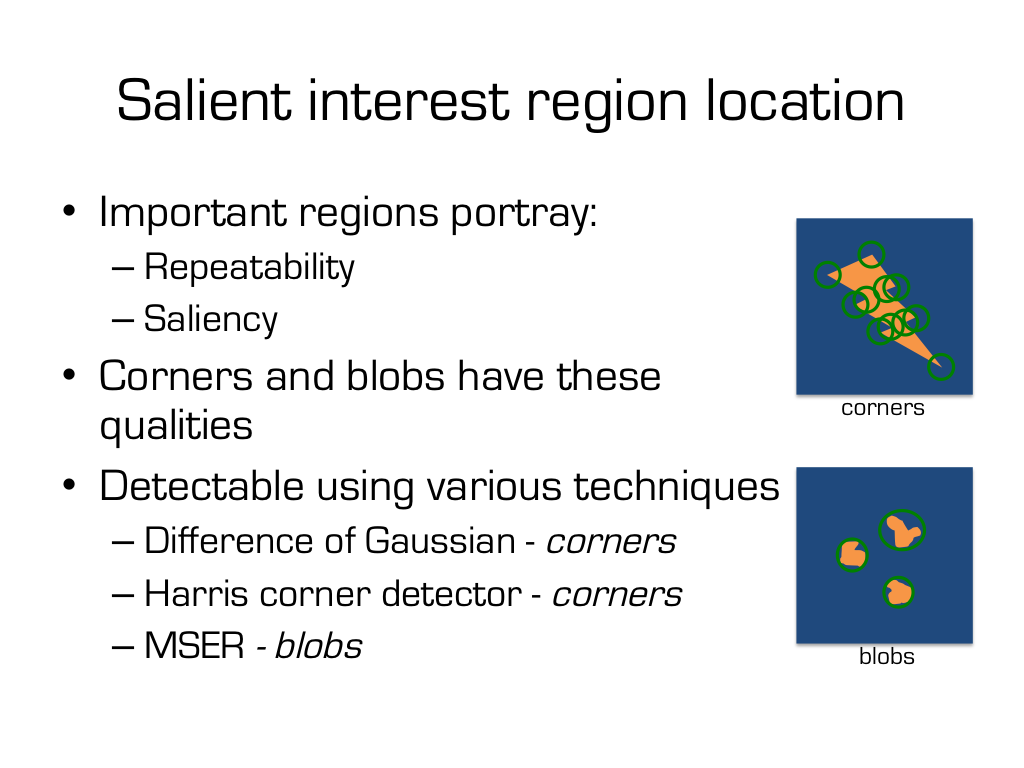 Salient interest region location
• Important regions portray:
– Repeatability
– Saliency
• Corners and blobs have these
qualities
• Detectable using various techniques
– Difference of Gaussian - corners
– Harris corner detector - corners
– MSER - blobs
corners
blobs